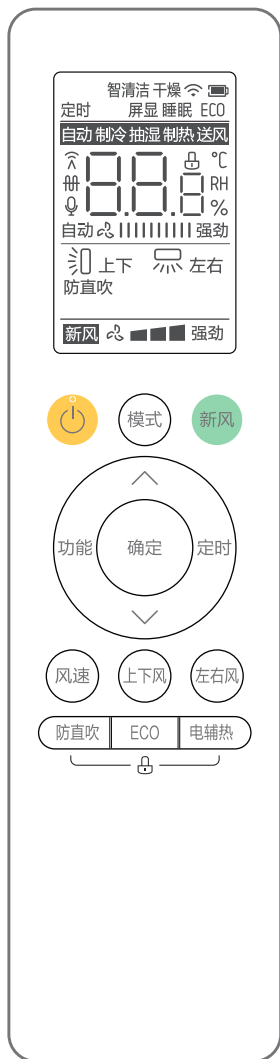 智清洁 干燥
定时 屏显 睡眠 ECO
自动 制冷 抽湿 制热 送风
88.8 ℃
RH
%
自动 强劲
上下 左右
防直吹
新风 强劲
模式 新风
功能 确定 定时
风速 上下风 左右风
防直吹 ECO 电辅热